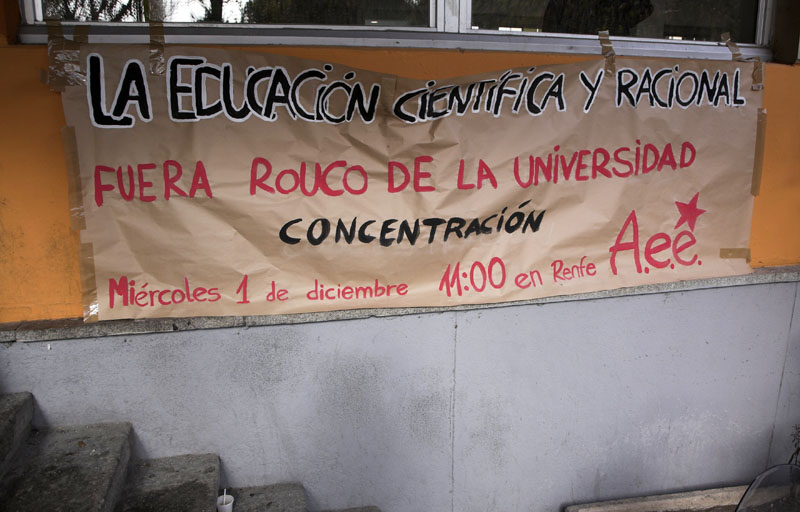 LA EDUCACIÓN CIENTÍFICA Y RACIONAL
FUERA ROUCO DE LA UNIVERSIDAD
CONCENTRACIÓN
Miércoles 1 de diciembre 11:00 en Renfe A.e.e.